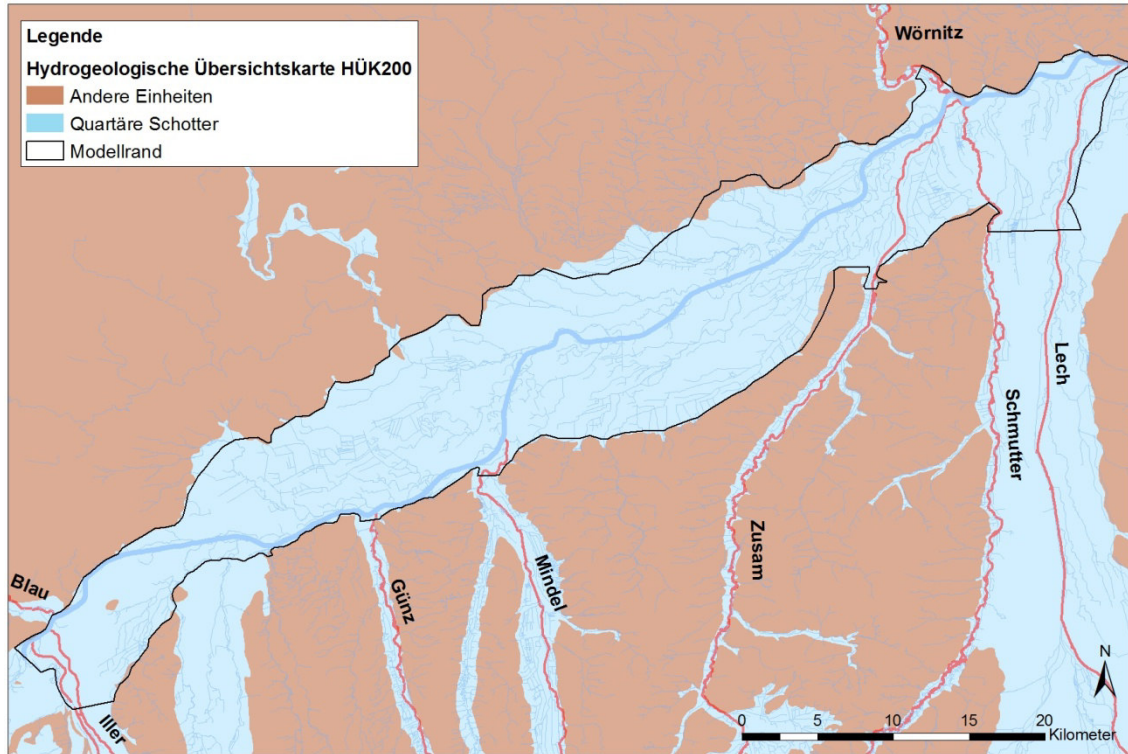 Legende
Hydrogeologische Übersichtskarte HÜK200
Andere Einheiten
Quartäre Schotter
Modellrand
Wörnitz
Lech
Schmutter
Zusam
Mindel
Günz
Blau
Iller
N
0 5 10 15 20
Kilometer